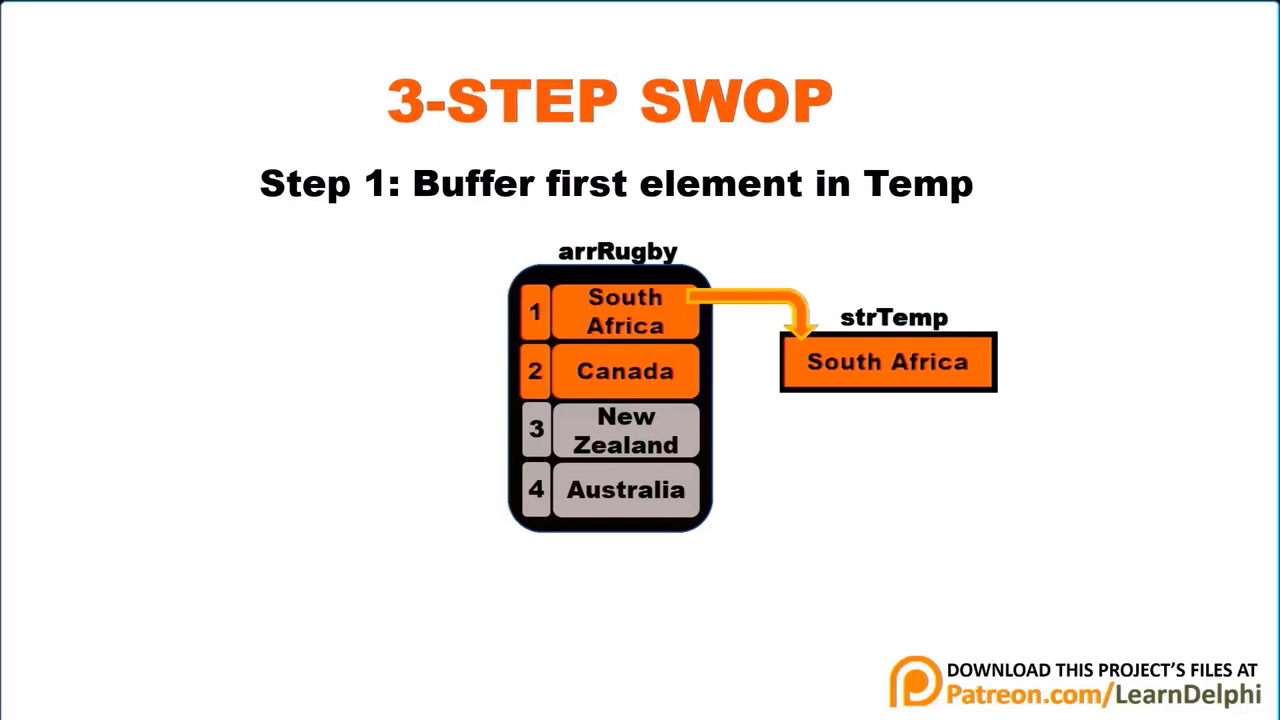 3-STEP SWOP
Step 1: Buffer first element in Temp
arrRugby
1 South
Africa
2 Canada
3 New
Zealand
4 Australia
strTemp
South Africa
DOWNLOAD THIS PROJECT'S FILES AT
Patreon.com/LearnDelphi